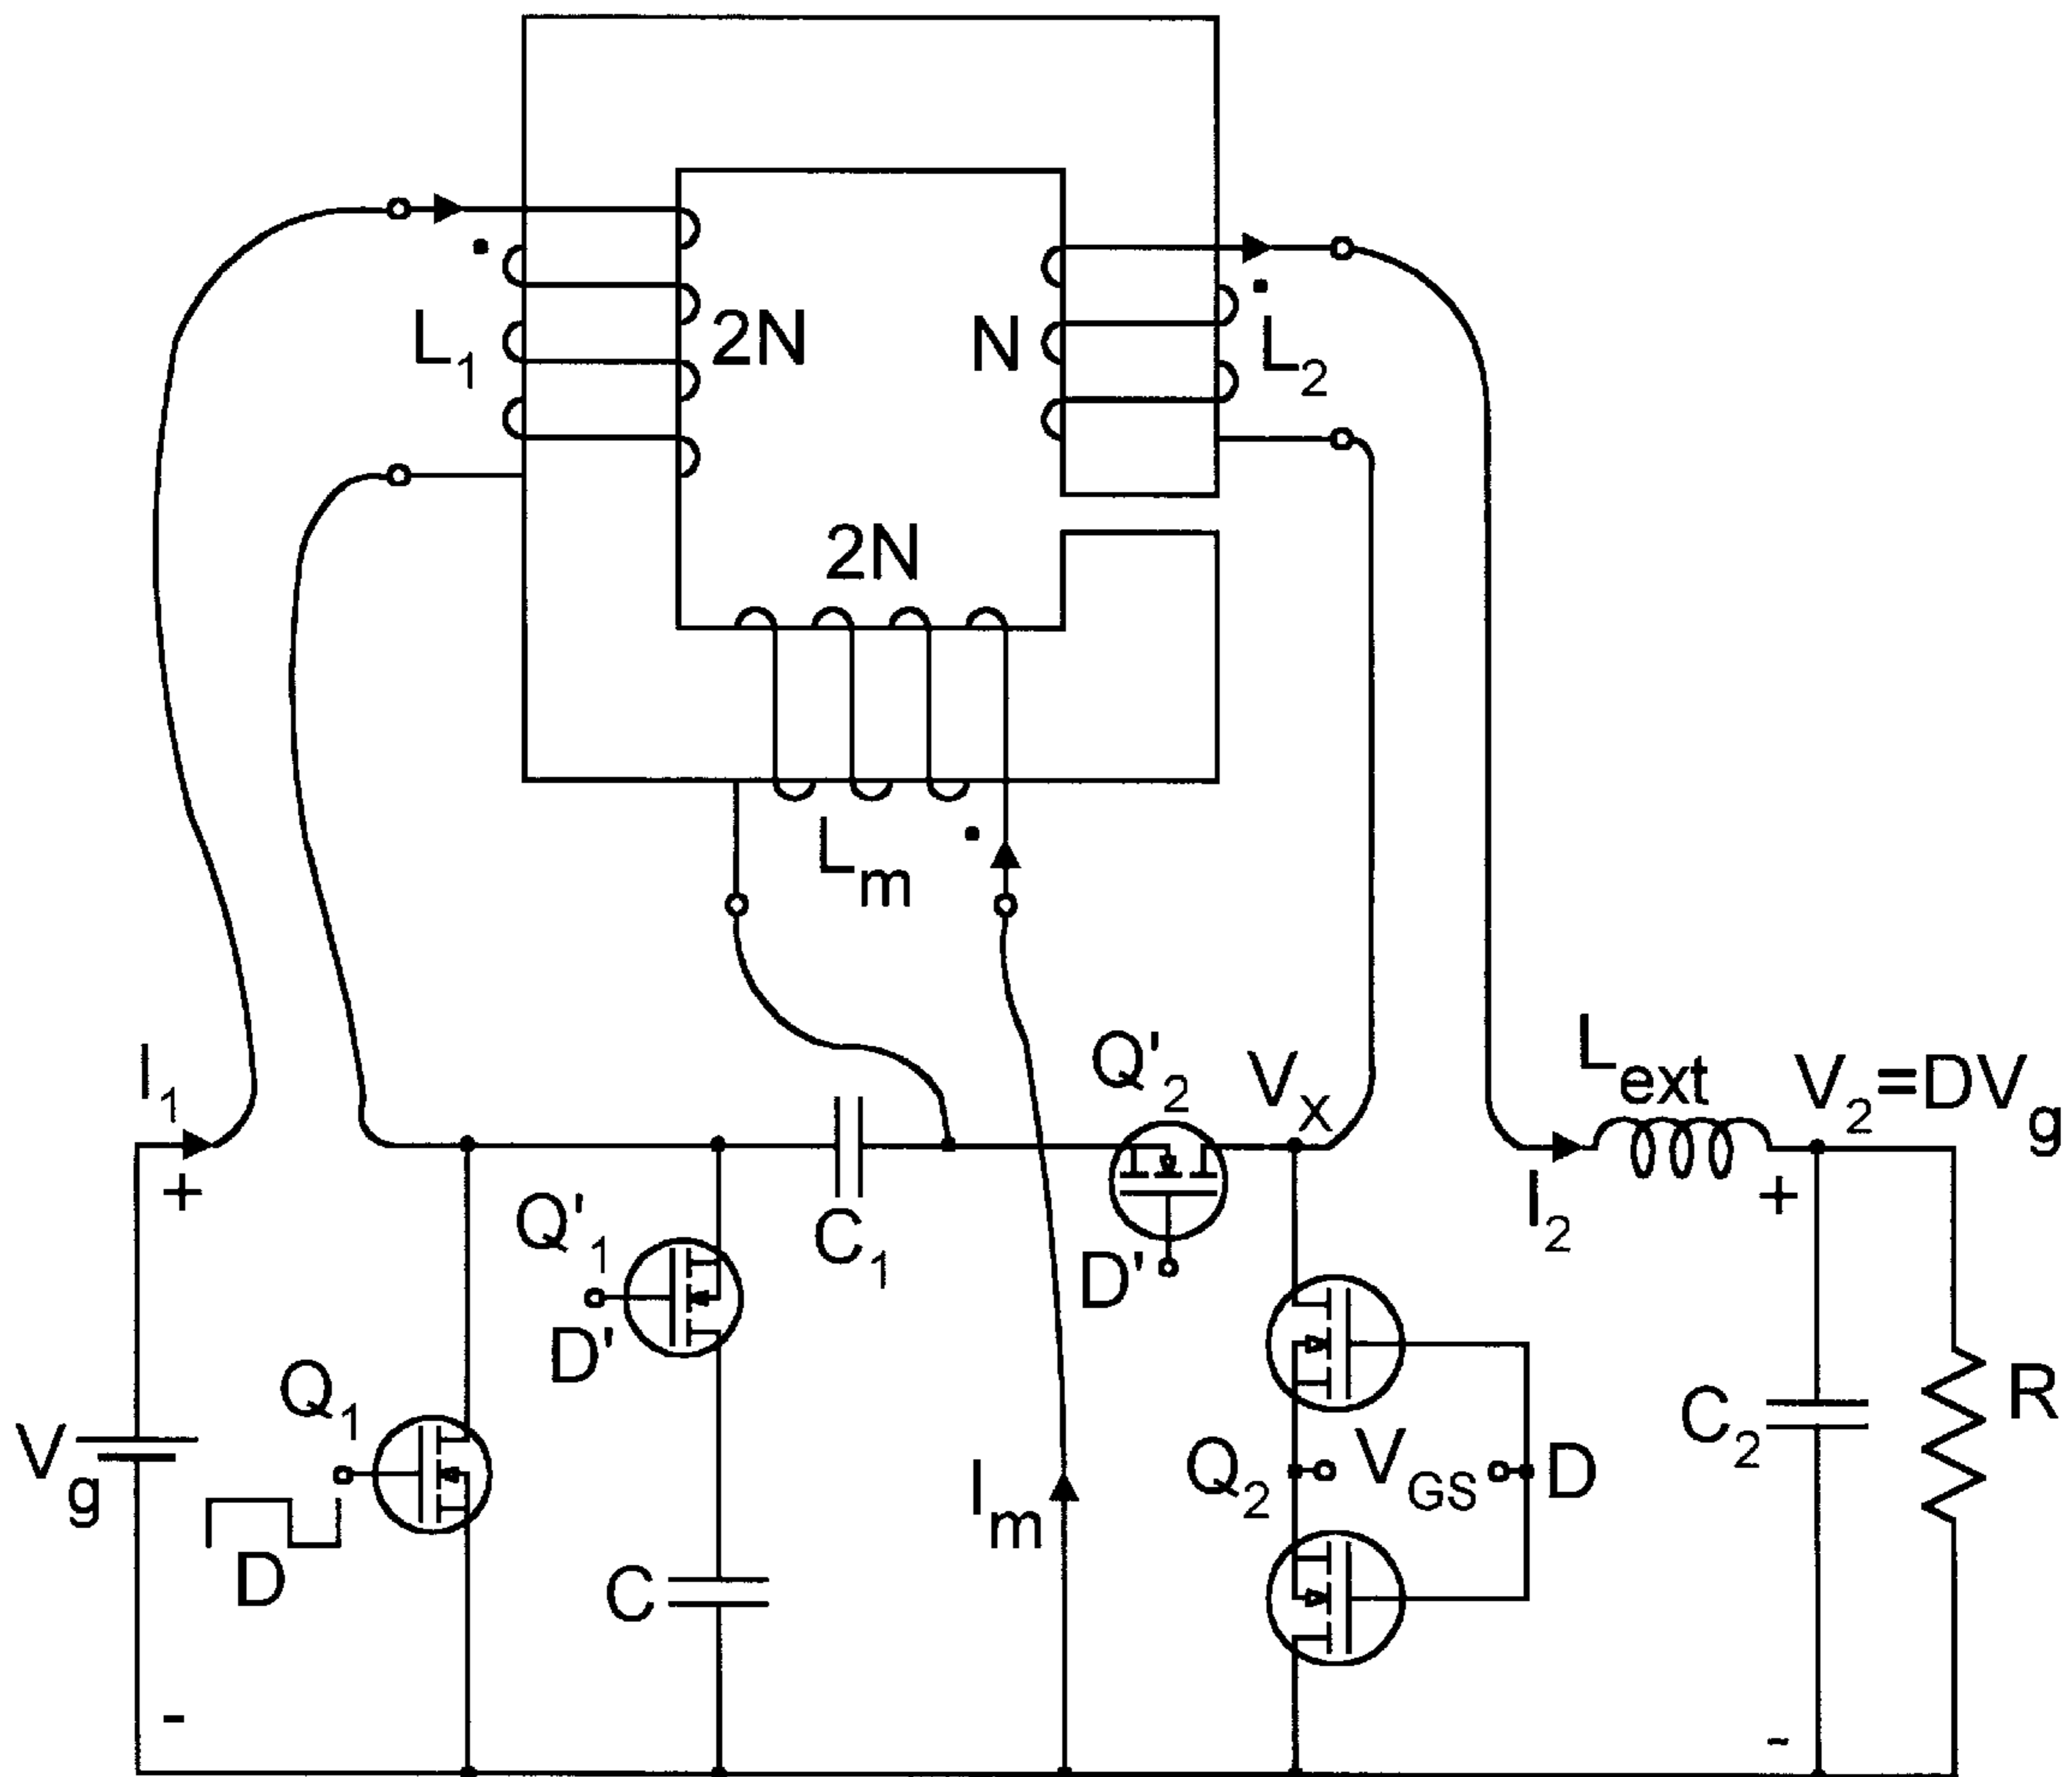 L1
2N
N
L2
2N
Lm
I1
+
Q'2
VX
Lext
V2=DVg
Q'1
C1
D'
D'
I2
+
Q1
Vg
D
Im
Q2
VGS
D
C2
R
C
-
-